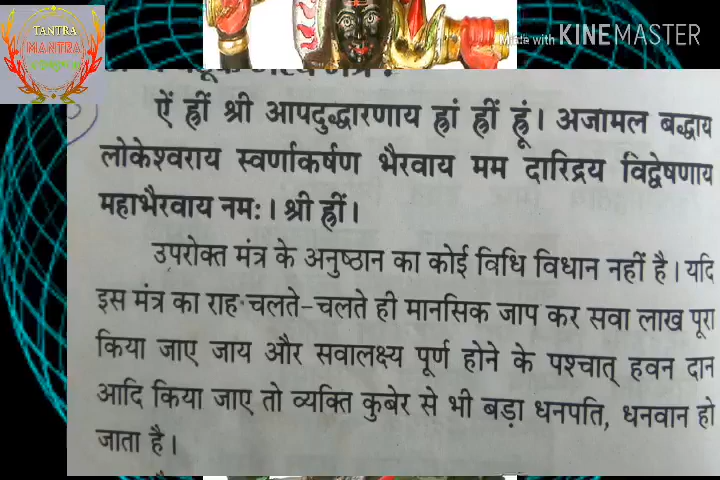 TANTRA
MANTRA
Made with KINEMASTER
ऐं ह्रीं श्री आपदुद्धारणाय ह्रां ह्रीं ह्रूं। अजामल बद्धाय
लोकेश्वराय स्वर्णाकर्षण भैरवाय मम दारिद्रय विद्वेषणाय
महाभैरवाय नमः। श्री ह्रीं।
उपरोक्त मंत्र के अनुष्ठान का कोई विधि विधान नहीं है। यदि
इस मंत्र का राह चलते-चलते ही मानसिक जाप कर सवा लाख पूरा
किया जाए जाय और सवालक्ष्य पूर्ण होने के पश्चात् हवन दान
आदि किया जाए तो व्यक्ति कुबेर से भी बड़ा धनपति, धनवान हो
जाता है।